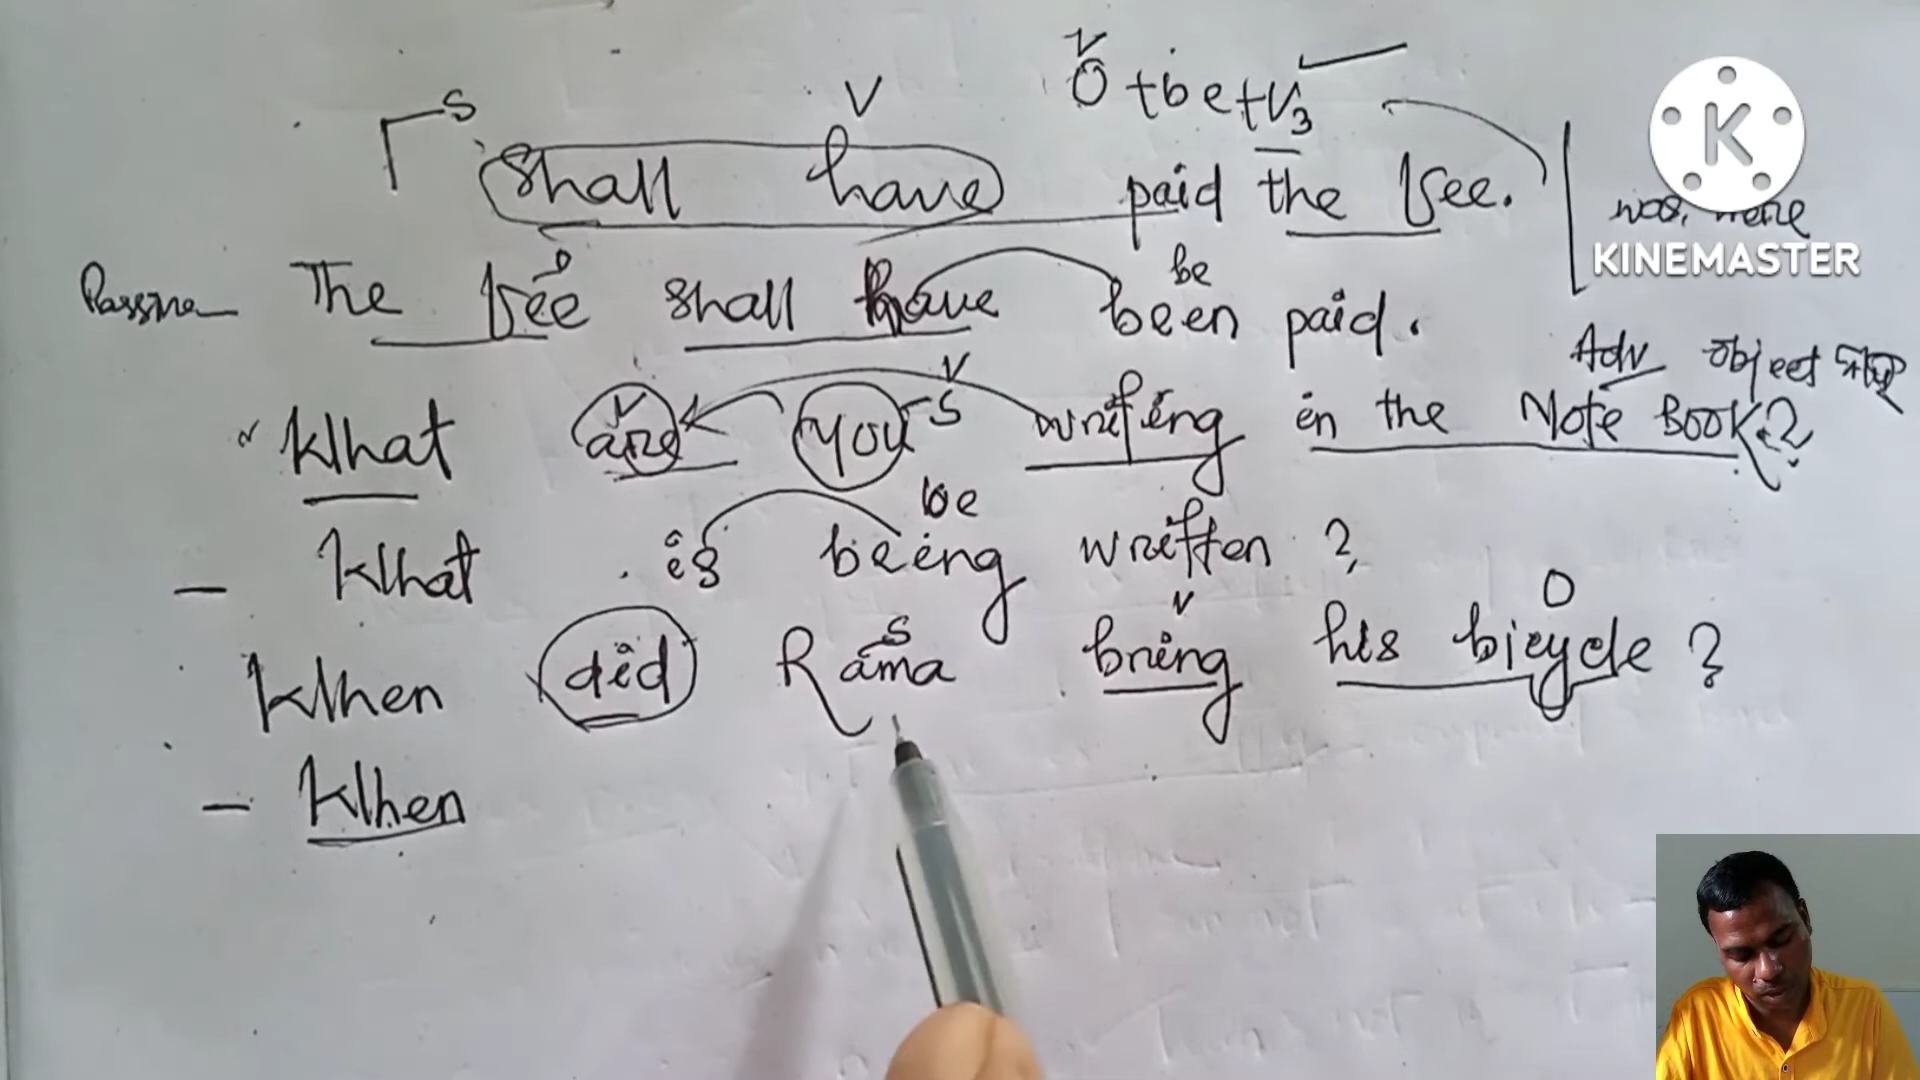 V
O + be + V3
I S shall have V paid the fee.
was, were
KINEMASTER
Passive The fee O shall have been be paid.
Adv object
What are V you S writing V in the Note Book?
be
- What is being written?
When did Rama S bring V his bicycle O ?
- When